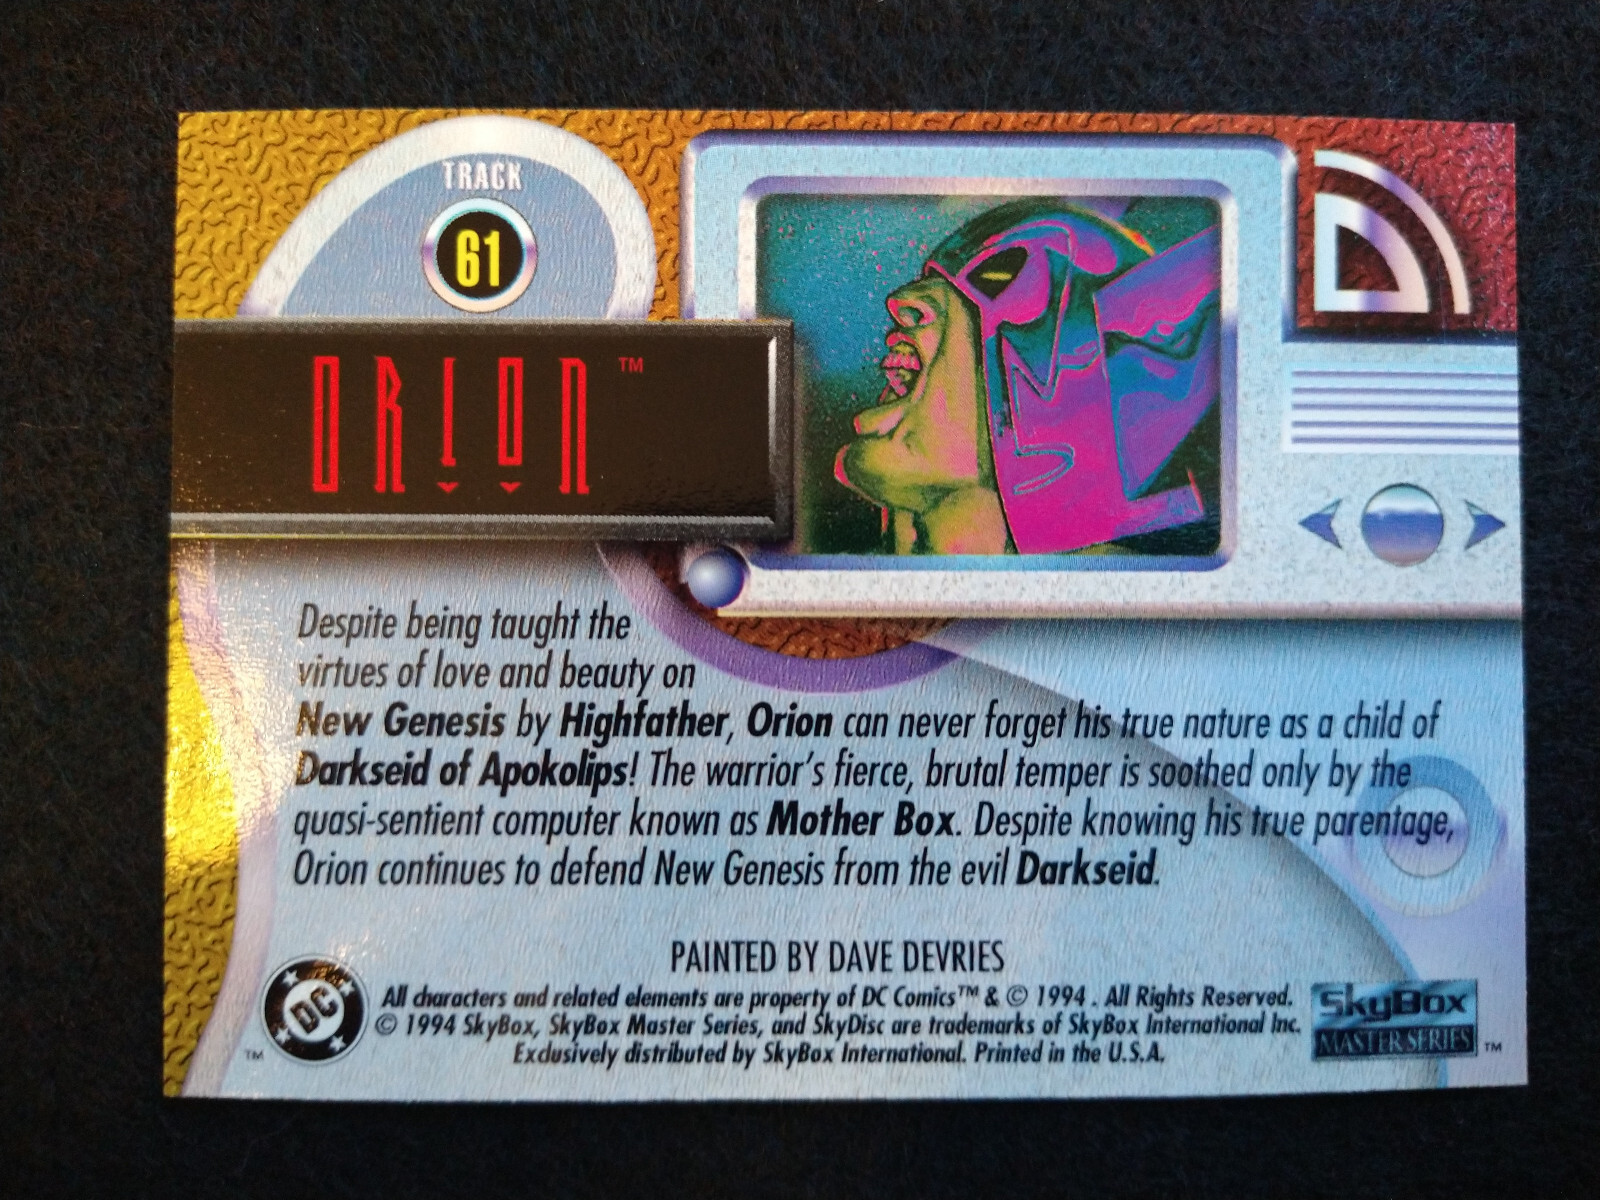 TRACK
61
ORION™
Despite being taught the
virtues of love and beauty on
New Genesis by Highfather, Orion can never forget his true nature as a child of
Darkseid of Apokolips! The warrior's fierce, brutal temper is soothed only by the
quasi-sentient computer known as Mother Box. Despite knowing his true parentage,
Orion continues to defend New Genesis from the evil Darkseid.
PAINTED BY DAVE DEVRIES
All characters and related elements are property of DC Comics™ & © 1994 . All Rights Reserved.
© 1994 SkyBox, SkyBox Master Series, and SkyDisc are trademarks of SkyBox International Inc.
Exclusively distributed by SkyBox International. Printed in the U.S.A.
DC
™
SkyBox
MASTER SERIES
™